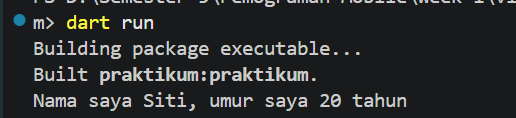 m> dart run
Building package executable...
Built praktikum:praktikum.
Nama saya Siti, umur saya 20 tahun